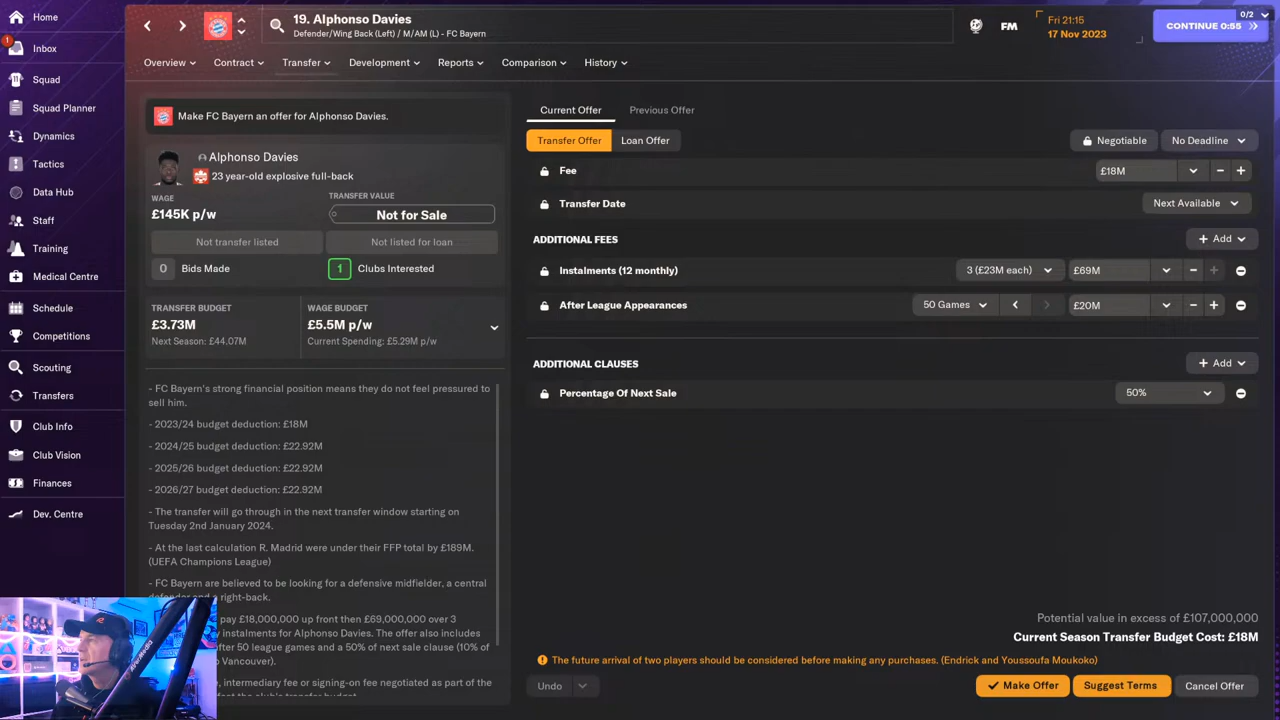 Home
1
Inbox
Squad
Squad Planner
Dynamics
Tactics
Data Hub
Staff
Training
Medical Centre
Schedule
Competitions
Scouting
Transfers
Club Info
Club Vision
Finances
Dev. Centre
19. Alphonso Davies
Defender/Wing Back (Left) / M/AM (L) - FC Bayern
FM
Fri 21:15
17 Nov 2023
0/2
CONTINUE 0:55
Overview
Contract
Transfer
Development
Reports
Comparison
History
Make FC Bayern an offer for Alphonso Davies.
Alphonso Davies
23 year-old explosive full-back
WAGE
£145K p/w
TRANSFER VALUE
Not for Sale
Not transfer listed
Not listed for loan
0 Bids Made
1 Clubs Interested
TRANSFER BUDGET
£3.73M
Next Season: £44.07M
WAGE BUDGET
£5.5M p/w
Current Spending: £5.29M p/w
- FC Bayern's strong financial position means they do not feel pressured to
sell him.
- 2023/24 budget deduction: £18M
- 2024/25 budget deduction: £22.92M
- 2025/26 budget deduction: £22.92M
- 2026/27 budget deduction: £22.92M
- The transfer will go through in the next transfer window starting on
Tuesday 2nd January 2024.
- At the last calculation R. Madrid were under their FFP total by £189M.
(UEFA Champions League)
- FC Bayern are believed to be looking for a defensive midfielder, a central
right-back.
pay £18,000,000 up front then £69,000,000 over 3
instalments for Alphonso Davies. The offer also includes
after 50 league games and a 50% of next sale clause (10% of
Vancouver).
intermediary fee or signing-on fee negotiated as part of the
the club's transfer budget.
Current Offer
Previous Offer
Transfer Offer
Loan Offer
Negotiable
No Deadline
Fee
£18M
Transfer Date
Next Available
ADDITIONAL FEES
+ Add
Instalments (12 monthly)
3 (£23M each)
£69M
After League Appearances
50 Games
£20M
ADDITIONAL CLAUSES
+ Add
Percentage Of Next Sale
50%
Potential value in excess of £107,000,000
Current Season Transfer Budget Cost: £18M
The future arrival of two players should be considered before making any purchases. (Endrick and Youssoufa Moukoko)
Undo
Make Offer
Suggest Terms
Cancel Offer